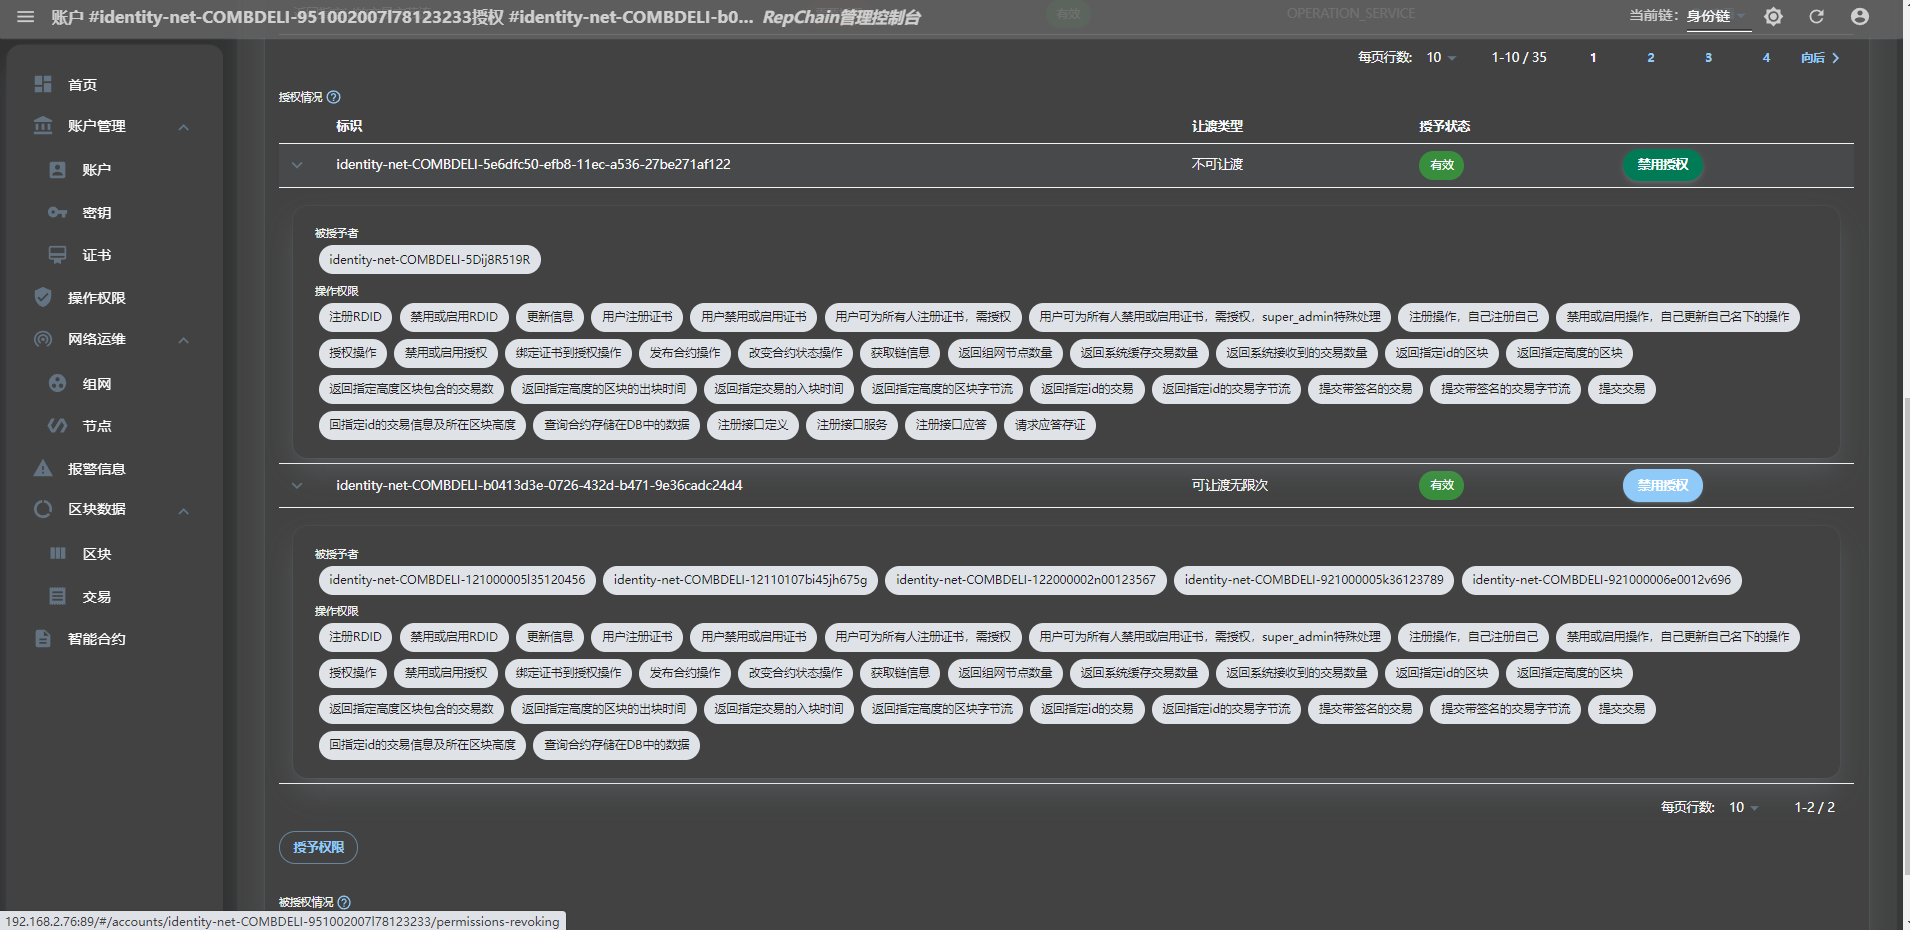 账户 #identity-net-COMBDELI-951002007l78123233授权 #identity-net-COMBDELI-b0... RepChain管理控制台
当前链: 身份链
有效 OPERATION_SERVICE
首页
账户管理
账户
密钥
证书
操作权限
网络运维
组网
节点
报警信息
区块数据
区块
交易
智能合约
每页行数: 10 1-10 / 35 1 2 3 4 向后
授权情况
标识 让渡类型 授予状态
identity-net-COMBDELI-5e6dfc50-efb8-11ec-a536-27be271af122 不可让渡 有效 禁用授权
被授予者
identity-net-COMBDELI-5Dij8R519R
操作权限
注册RDID 禁用或启用RDID 更新信息 用户注册证书 用户禁用或启用证书 用户可为所有人注册证书，需授权 用户可为所有人禁用或启用证书，需授权，super_admin特殊处理 注册操作，自己注册自己 禁用或启用操作，自己更新自己名下的操作
授权操作 禁用或启用授权 绑定证书到授权操作 发布合约操作 改变合约状态操作 获取链信息 返回组网节点数量 返回系统缓存交易数量 返回系统接收到的交易数量 返回指定id的区块 返回指定高度的区块
返回指定高度区块包含的交易数 返回指定高度的区块的出块时间 返回指定交易的入块时间 返回指定高度的区块字节流 返回指定id的交易 返回指定id的交易字节流 提交带签名的交易 提交带签名的交易字节流 提交交易
回指定id的交易信息及所在区块高度 查询合约存储在DB中的数据 注册接口定义 注册接口服务 注册接口应答 请求应答存证
identity-net-COMBDELI-b0413d3e-0726-432d-b471-9e36cadc24d4 可让渡无限次 有效 禁用授权
被授予者
identity-net-COMBDELI-121000005l35120456 identity-net-COMBDELI-12110107bi45jh675g identity-net-COMBDELI-122000002n00123567 identity-net-COMBDELI-921000005k36123789 identity-net-COMBDELI-921000006e0012v696
操作权限
注册RDID 禁用或启用RDID 更新信息 用户注册证书 用户禁用或启用证书 用户可为所有人注册证书，需授权 用户可为所有人禁用或启用证书，需授权，super_admin特殊处理 注册操作，自己注册自己 禁用或启用操作，自己更新自己名下的操作
授权操作 禁用或启用授权 绑定证书到授权操作 发布合约操作 改变合约状态操作 获取链信息 返回组网节点数量 返回系统缓存交易数量 返回系统接收到的交易数量 返回指定id的区块 返回指定高度的区块
返回指定高度区块包含的交易数 返回指定高度的区块的出块时间 返回指定交易的入块时间 返回指定高度的区块字节流 返回指定id的交易 返回指定id的交易字节流 提交带签名的交易 提交带签名的交易字节流 提交交易
回指定id的交易信息及所在区块高度 查询合约存储在DB中的数据
每页行数: 10 1-2 / 2
授予权限
被授权情况
192.168.2.76:89/#/accounts/identity-net-COMBDELI-951002007l78123233/permissions-revoking